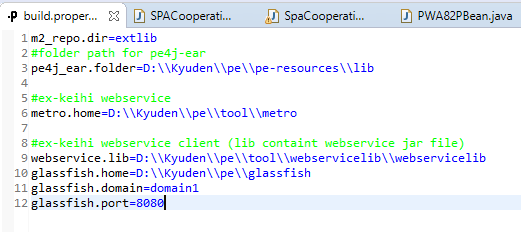 build.proper...
SPACooperati...
SpaCooperati...
PWA82PBean.java
1 m2_repo.dir=extlib
2 #folder path for pe4j-ear
3 pe4j_ear.folder=D:\\Kyuden\\pe\\pe-resources\\lib
4
5 #ex-keihi webservice
6 metro.home=D:\\Kyuden\\pe\\tool\\metro
7
8 #ex-keihi webservice client (lib containt webservice jar file)
9 webservice.lib=D:\\Kyuden\\pe\\tool\\webservicelib\\webservicelib
10 glassfish.home=D:\\Kyuden\\pe\\glassfish
11 glassfish.domain=domain1
12 glassfish.port=8080